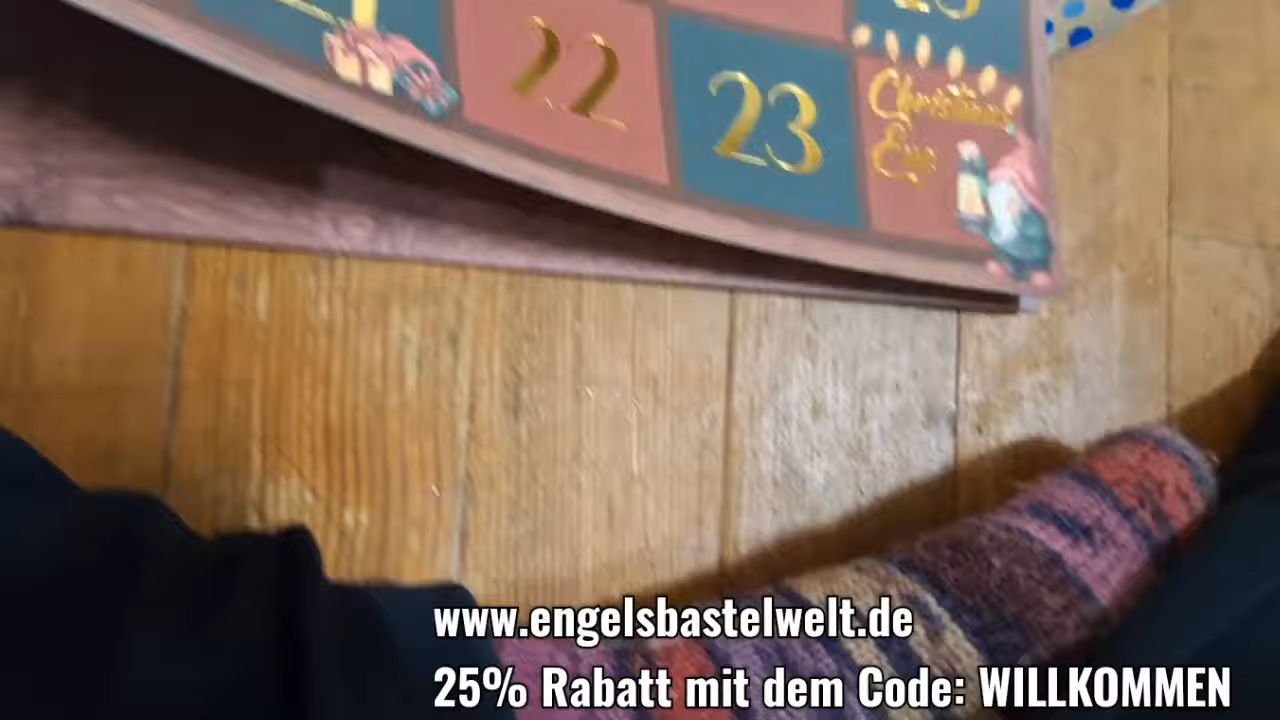 22
23
Christmas
Eve
www.engelsbastelwelt.de
25% Rabatt mit dem Code: WILLKOMMEN